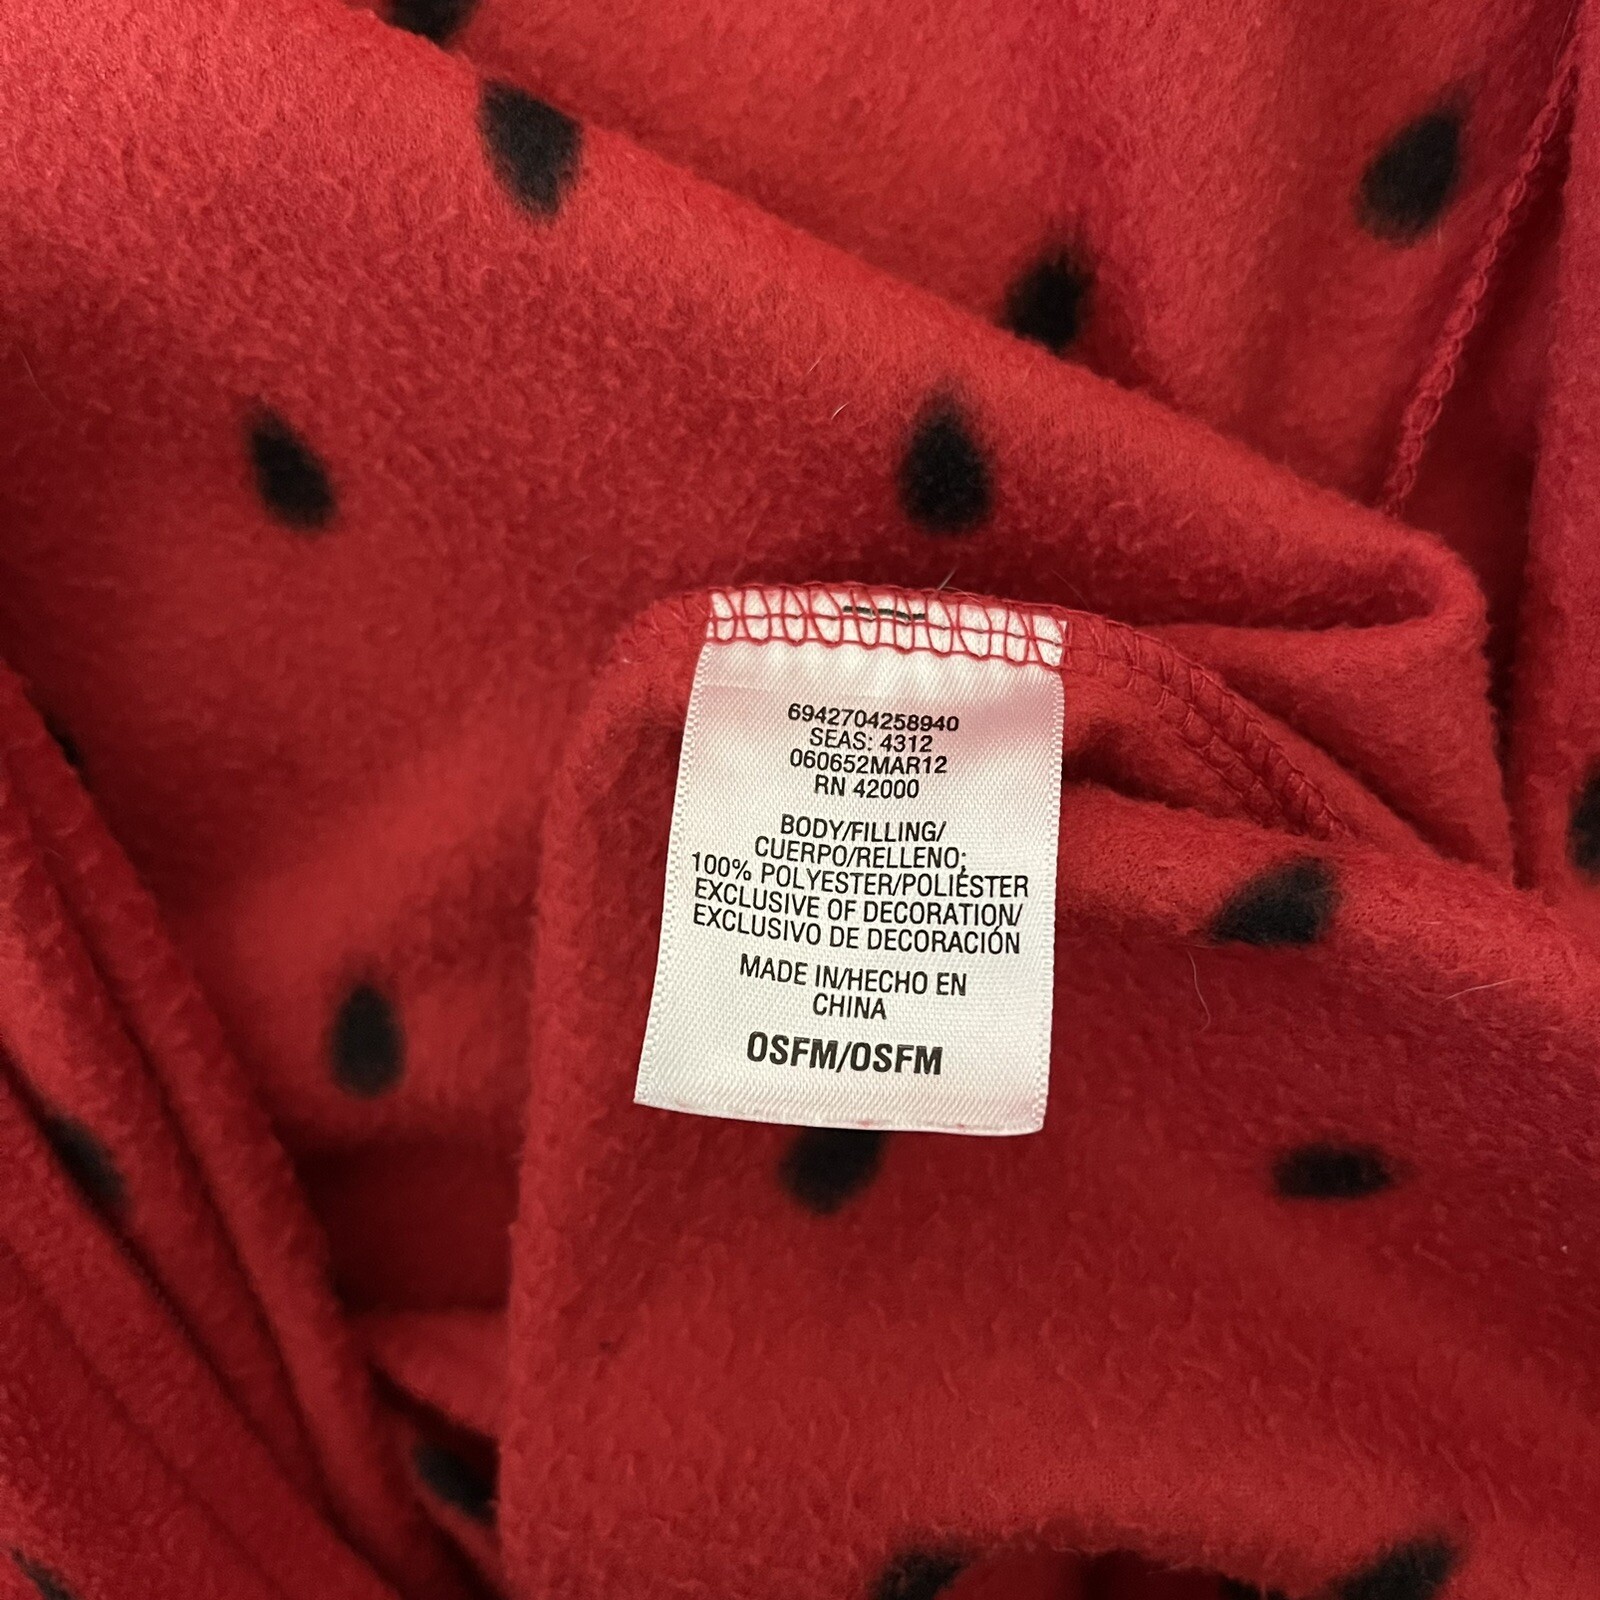 6942704258940
SEAS: 4312
060652MAR12
RN 42000
BODY/FILLING/
CUERPO/RELLENO;
100% POLYESTER/POLIÉSTER
EXCLUSIVE OF DECORATION/
EXCLUSIVO DE DECORACIÓN
MADE IN/HECHO EN
CHINA
OSFM/OSFM